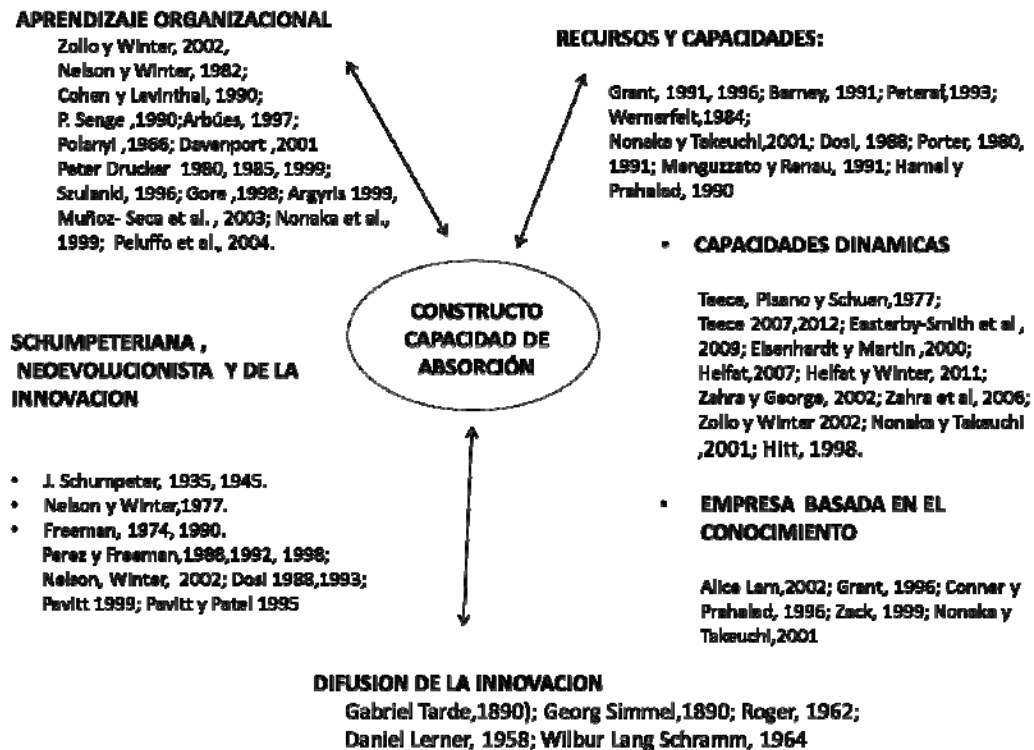 APRENDIZAJE ORGANIZACIONAL
Zollo y Winter, 2002,
Nelson y Winter, 1982;
Cohen y Levinthal, 1990;
P. Senge ,1990;Arbúes, 1997;
Polanyi ,1966; Davenport ,2001
Peter Drucker 1980, 1985, 1999;
Szulanki, 1996; Gore ,1998; Argyris 1999,
Muñoz- Seca et al. , 2003; Nonaka et al.,
1999; Peluffo et al., 2004.
RECURSOS Y CAPACIDADES:
Grant, 1991, 1996; Barney, 1991; Peteraf,1993;
Wernerfelt,1984;
Nonaka y Takeuchi,2001; Dosi, 1988; Porter, 1980,
1991; Menguzzato y Renau, 1991; Hamel y
Prahalad, 1990
• CAPACIDADES DINAMICAS
Teece, Pisano y Schuen,1977;
Teece 2007,2012; Easterby-Smith et al ,
2009; Eisenhardt y Martin ,2000;
Helfat,2007; Helfat y Winter, 2011;
Zahra y George, 2002; Zahra et al, 2006;
Zollo y Winter 2002; Nonaka y Takeuchi
,2001; Hitt, 1998.
• EMPRESA BASADA EN EL
CONOCIMIENTO
Alice Lam,2002; Grant, 1996; Conner y
Prahalad, 1996; Zack, 1999; Nonaka y
Takeuchi,2001
CONSTRUCTO
CAPACIDAD DE
ABSORCIÓN
SCHUMPETERIANA ,
NEOEVOLUCIONISTA Y DE LA
INNOVACION
• J. Schumpeter, 1935, 1945.
• Nelson y Winter,1977.
• Freeman, 1974, 1990.
Perez y Freeman,1988,1992, 1998;
Nelson, Winter, 2002; Dosi 1988,1993;
Pavitt 1999; Pavitt y Patel 1995
DIFUSION DE LA INNOVACION
Gabriel Tarde,1890); Georg Simmel,1890; Roger, 1962;
Daniel Lerner, 1958; Wilbur Lang Schramm, 1964